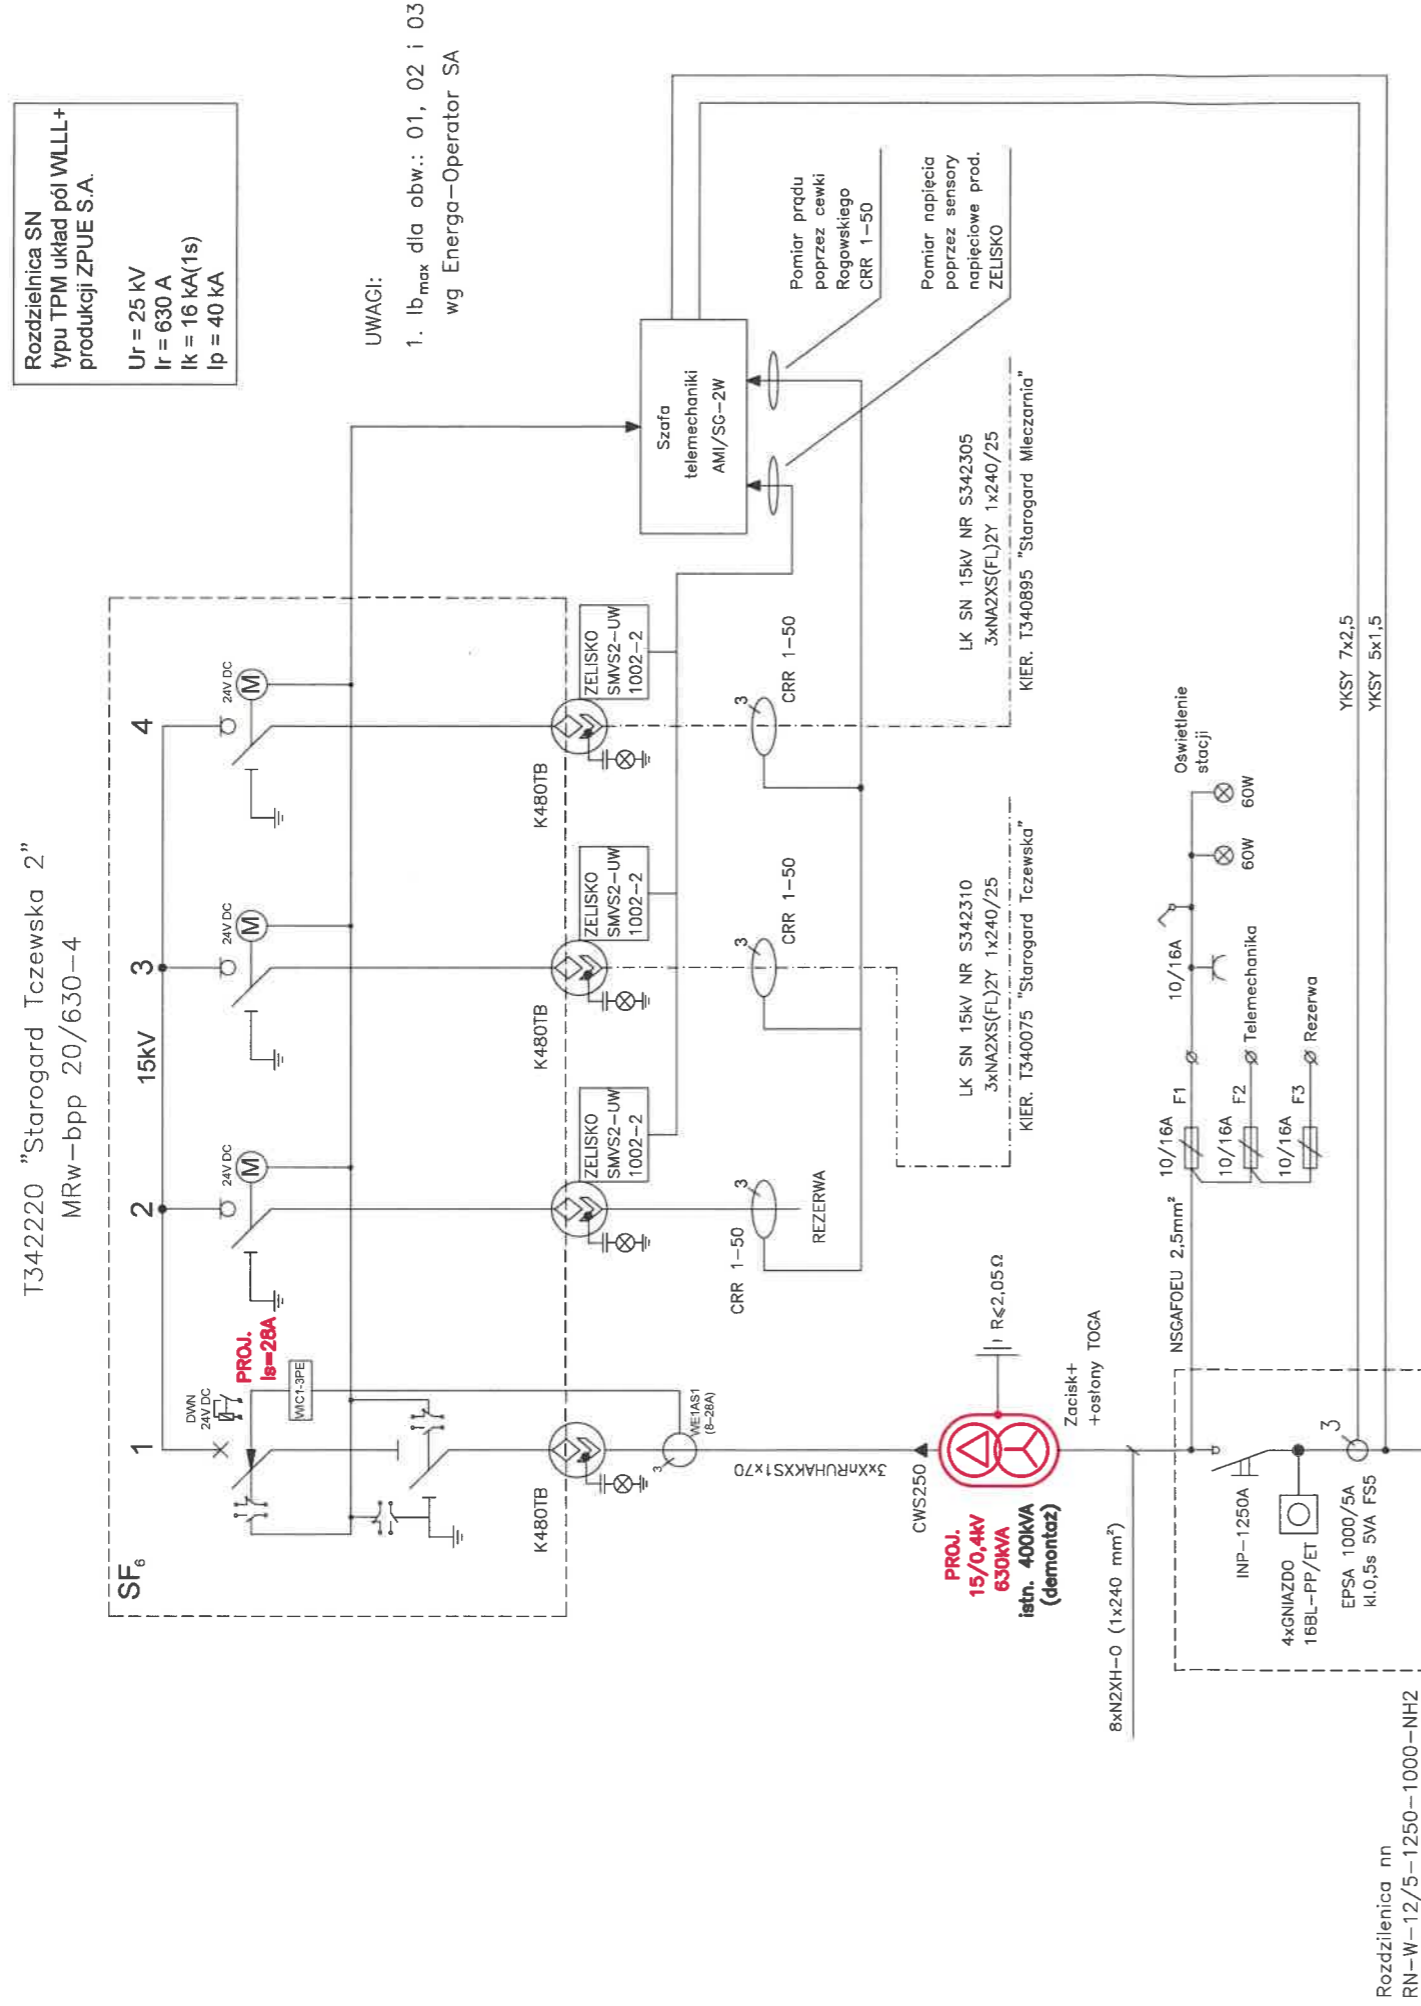 T342220 "Starogard Tczewska 2"
MRw-bpp 20/630-4
Rozdzielnica SN
typu TPM układ pól WLLL+
produkcji ZPUE S.A.
Ur = 25 kV
Ir = 630 A
Ik = 16 kA(1s)
Ip = 40 kA
UWAGI:
1. Ibmax dla obw.: 01, 02 i 03
wg Energa-Operator SA
SF6
15kV
1
2
3
4
DWN
24V DC
PROJ.
Is=28A
WIC1-3PE
24V DC
M
24V DC
M
24V DC
M
K480TB
K480TB
K480TB
ZELISKO
SMVS2-UW
1002-2
ZELISKO
SMVS2-UW
1002-2
ZELISKO
SMVS2-UW
1002-2
WE1AS1
(8-28A)
3
3xXnRUHAKXS1x70
CRR 1-50
3
REZERWA
CRR 1-50
3
CRR 1-50
3
Szafa
telemechaniki
AMI/SG-2W
Pomiar prądu
poprzez cewki
Rogowskiego
CRR 1-50
Pomiar napięcia
poprzez sensory
napięciowe prod.
ZELISKO
LK SN 15kV NR S342310
3xNA2XS(FL)2Y 1x240/25
KIER. T340075 "Starogard Tczewska"
LK SN 15kV NR S342305
3xNA2XS(FL)2Y 1x240/25
KIER. T340895 "Starogard Mleczarnia"
CWS250
PROJ.
15/0,4kV
630kVA
istn. 400kVA
(demontaż)
R⩽2,05Ω
Zacisk+
+osłony TOGA
8xN2XH-O (1x240 mm²)
NSGAFOEU 2,5mm²
10/16A
F1
10/16A
F2
Telemechanika
10/16A
F3
Rezerwa
10/16A
Oświetlenie
stacji
60W
60W
YKSY 7x2,5
YKSY 5x1,5
INP-1250A
4xGNIAZDO
16BL-PP/ET
EPSA 1000/5A
kl.0,5s 5VA FS5
3
Rozdzilenica nn
RN-W-12/5-1250-1000-NH2